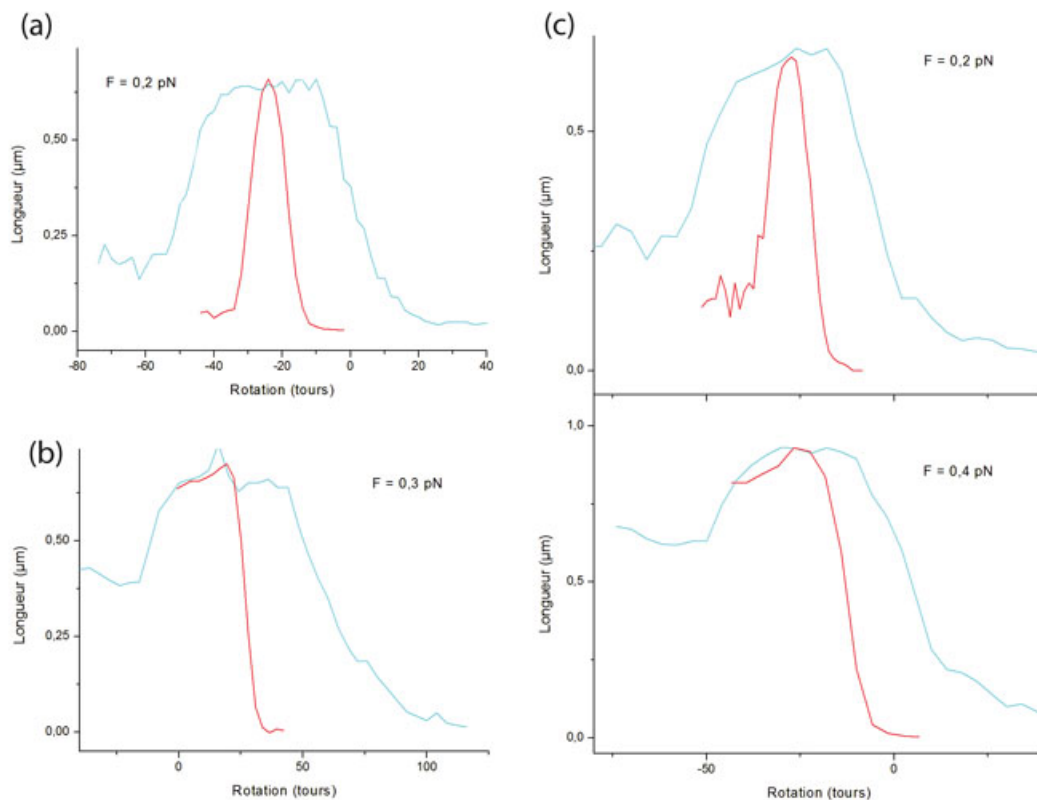 (a)
F = 0,2 pN
Longueur (μm)
0,50
0,25
0,00
-80 -60 -40 -20 0 20 40
Rotation (tours)
(b)
F = 0,3 pN
Longueur (μm)
0,50
0,25
0,00
0 50 100
Rotation (tours)
(c)
F = 0,2 pN
Longueur (μm)
0,5
0,0
F = 0,4 pN
Longueur (μm)
1,0
0,5
0,0
-50 0
Rotation (tours)